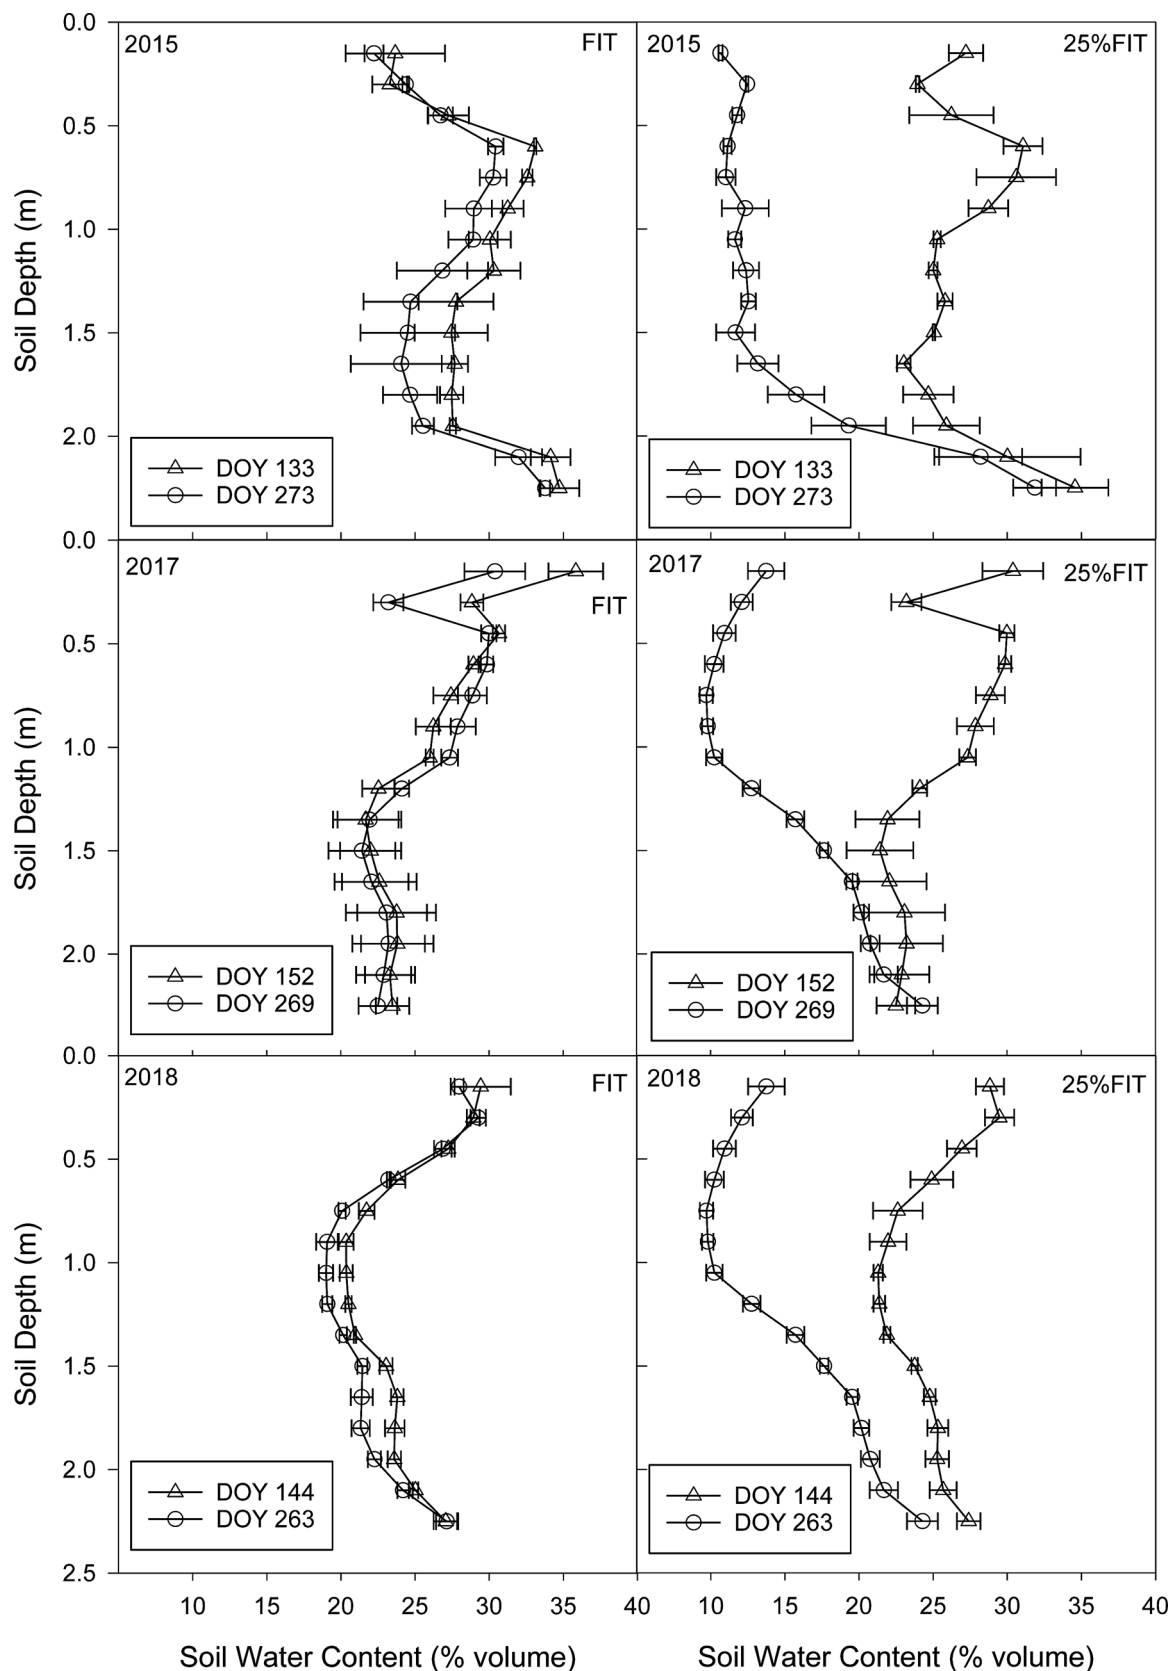 0.0
2015
FIT
2015
25%FIT
0.5
1.0
Soil Depth (m)
1.5
2.0
DOY 133
DOY 273
DOY 133
DOY 273
0.0
2017
FIT
2017
25%FIT
0.5
1.0
Soil Depth (m)
1.5
2.0
DOY 152
DOY 269
DOY 152
DOY 269
0.0
2018
FIT
2018
25%FIT
0.5
1.0
Soil Depth (m)
1.5
2.0
DOY 144
DOY 263
DOY 144
DOY 263
2.5
10 15 20 25 30 35 40 10 15 20 25 30 35 40
Soil Water Content (% volume) Soil Water Content (% volume)